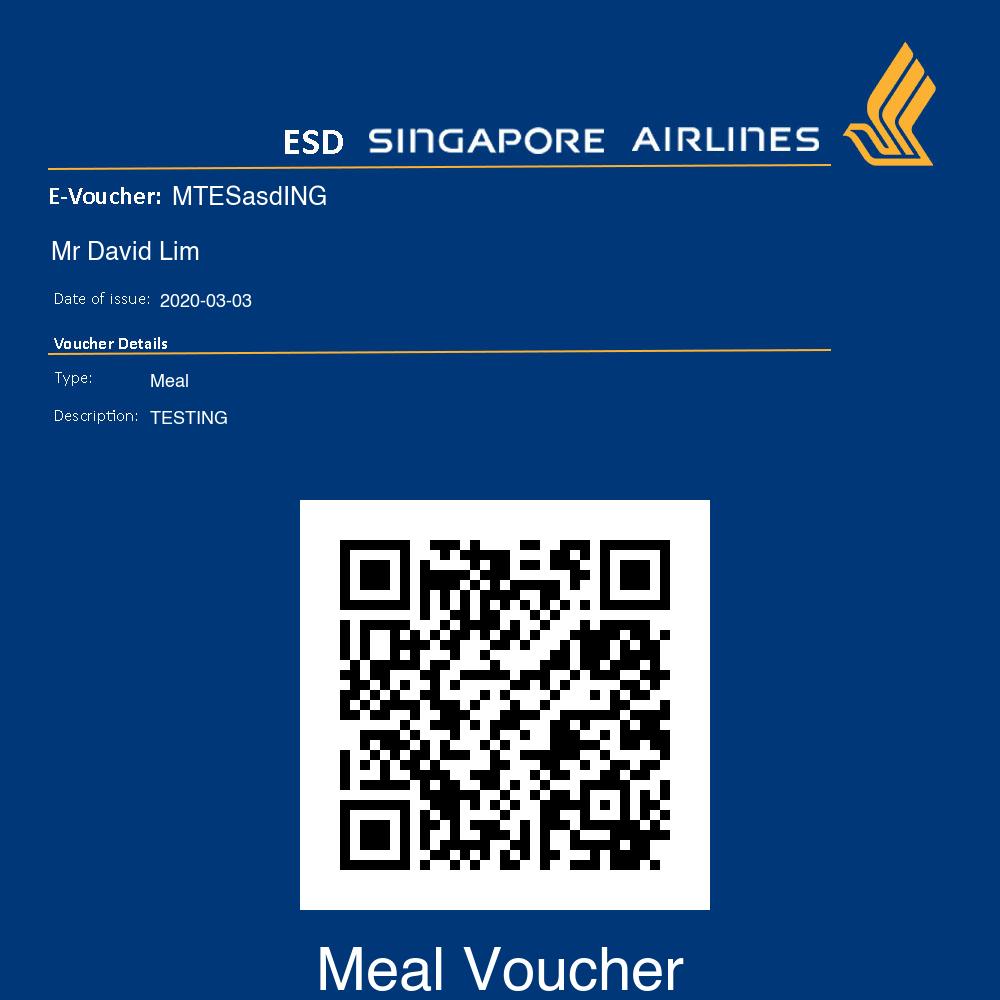 ESD SINGAPORE AIRLINES
E-Voucher: MTESasdING
Mr David Lim
Date of issue: 2020-03-03
Voucher Details
Type: Meal
Description: TESTING
Meal Voucher